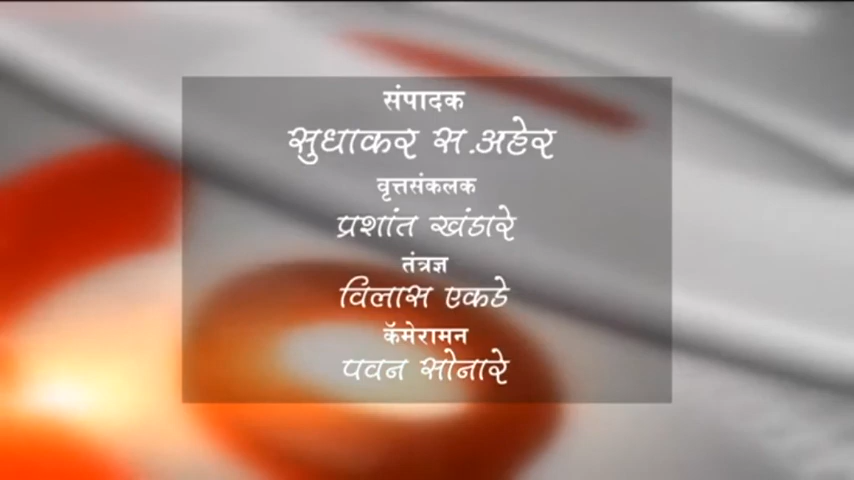 संपादक
सुधाकर स.अहेर
वृत्तसंकलक
प्रशांत खंडारे
तंत्रज्ञ
विलास एकडे
कॅमेरामन
पवन सोनारे